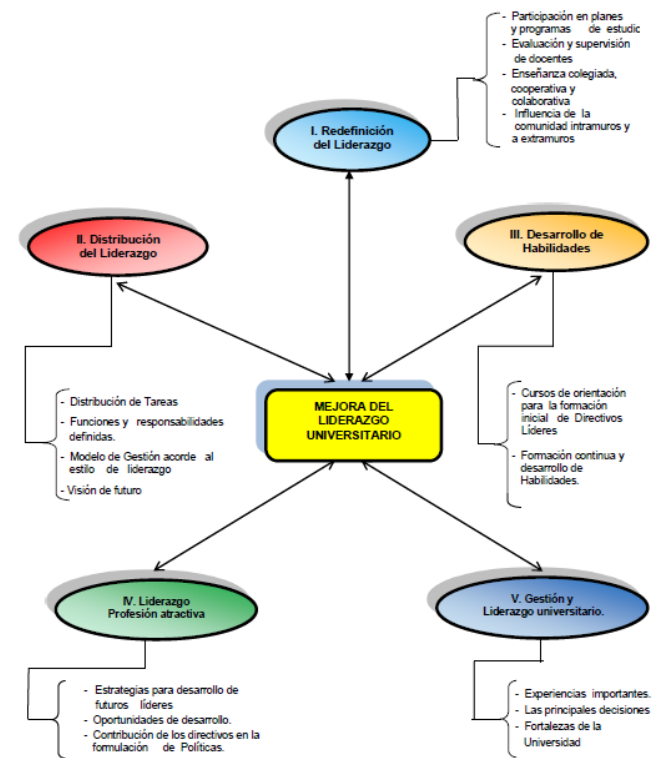 - Participación en planes
y programas de estudic
- Evaluación y supervisión
de docentes
- Enseñanza colegiada,
cooperativa y
colaborativa
- Influencia de la
comunidad intramuros y
a extramuros
I. Redefinición
del Liderazgo
II. Distribución
del Liderazgo
III. Desarrollo de
Habilidades
- Distribución de Tareas
- Funciones y responsabilidades
definidas.
- Modelo de Gestión acorde al
estilo de liderazgo
- Visión de futuro
MEJORA DEL
LIDERAZGO
UNIVERSITARIO
- Cursos de orientación
para la formación
inicial de Directivos
Líderes
- Formación continua y
desarrollo de
Habilidades.
IV. Liderazgo
Profesión atractiva
V. Gestión y
Liderazgo universitario.
- Estrategias para desarrollo de
futuros líderes
- Oportunidades de desarrollo.
- Contribución de los directivos en la
formulación de Políticas.
- Experiencias importantes.
- Las principales decisiones
- Fortalezas de la
Universidad